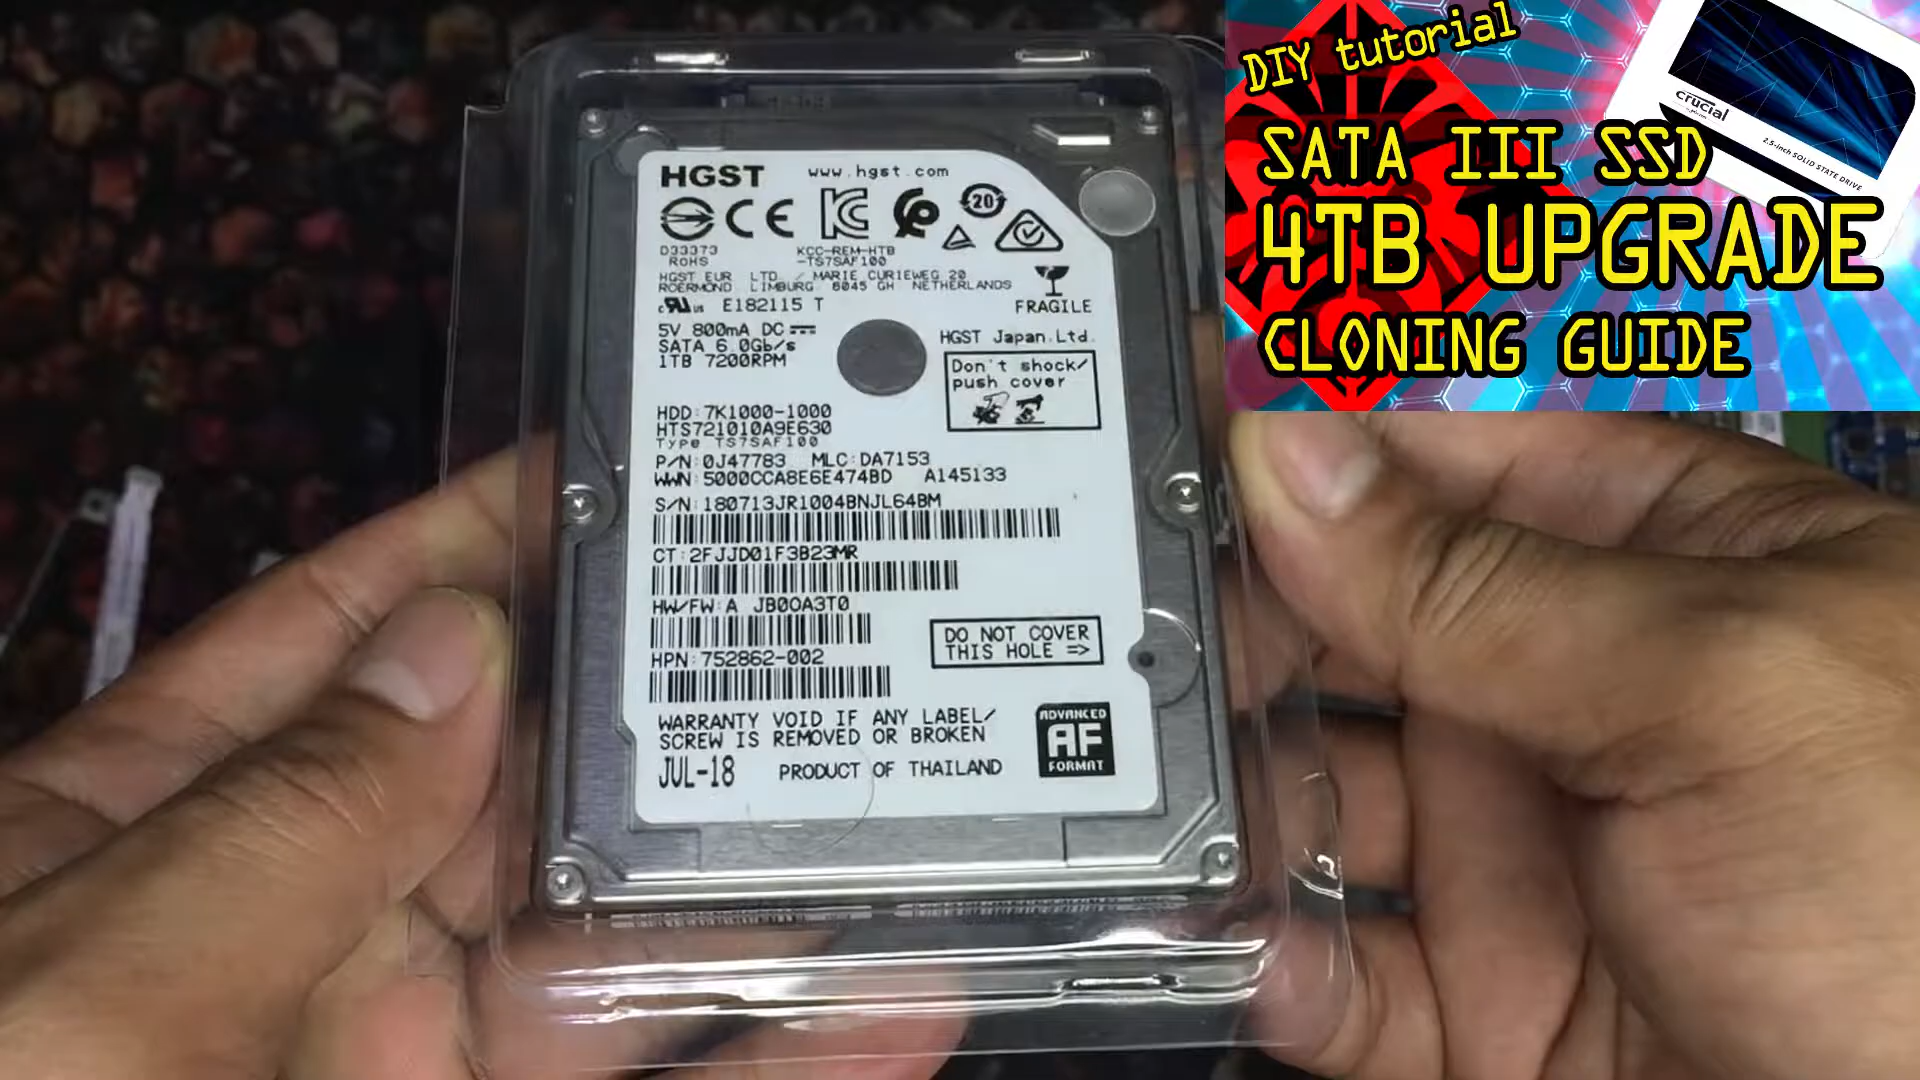 HGST www.hgst.com
20
D33373 KCC-REM-HTB
ROHS -TS7SAF100
HGST EUR LTD / MARIE CURIEWEG 20
ROERMOND LIMBURG 6045 GH NETHERLANDS
E182115 T
FRAGILE
5V 800mA DC
SATA 6.0Gb/s
1TB 7200RPM
HGST Japan.Ltd.
Don't shock/
push cover
HDD:7K1000-1000
HTS721010A9E630
Type TS7SAF100
P/N:0J47783 MLC:DA7153
WWN:5000CCA8E6E474BD A145133
S/N:180713JR1004BNJL64BM
CT:2FJJD01F3B23MR
HW/FW:A JB0OA3T0
HPN:752862-002
DO NOT COVER
THIS HOLE =>
WARRANTY VOID IF ANY LABEL/
SCREW IS REMOVED OR BROKEN
JUL-18 PRODUCT OF THAILAND
ADVANCED
AF
FORMAT
DIY tutorial
SATA III SSD
4TB UPGRADE
CLONING GUIDE
crucial
2.5-inch SOLID STATE DRIVE